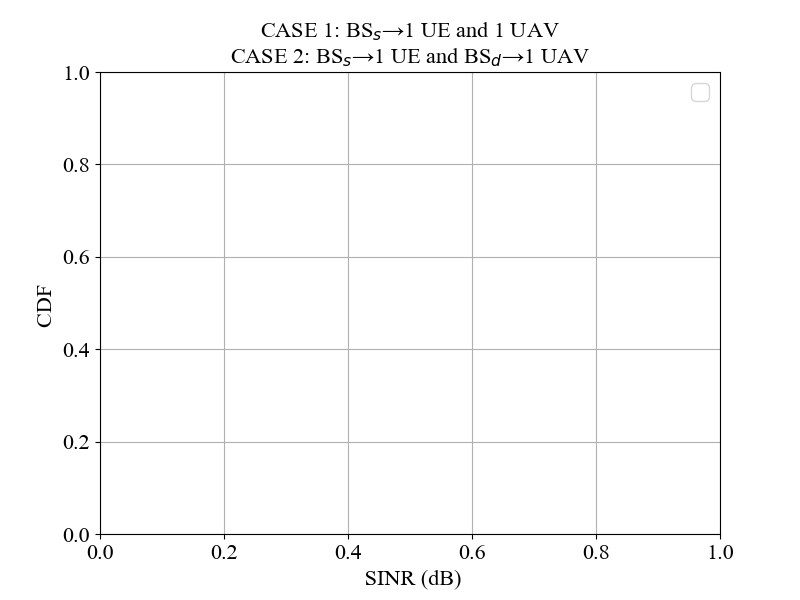 CASE 1: BSₛ→1 UE and 1 UAV
CASE 2: BSₛ→1 UE and BS_d→1 UAV
1.0
0.8
0.6
0.4
0.2
0.0
CDF
0.0 0.2 0.4 0.6 0.8 1.0
SINR (dB)